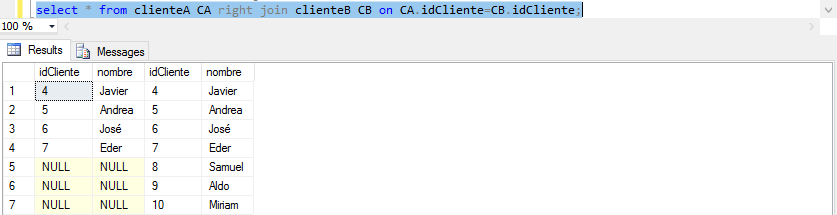 select * from clienteA CA right join clienteB CB on CA.idCliente=CB.idCliente;
100 %
Results Messages
idCliente nombre idCliente nombre
1 4 Javier 4 Javier
2 5 Andrea 5 Andrea
3 6 José 6 José
4 7 Eder 7 Eder
5 NULL NULL 8 Samuel
6 NULL NULL 9 Aldo
7 NULL NULL 10 Miriam